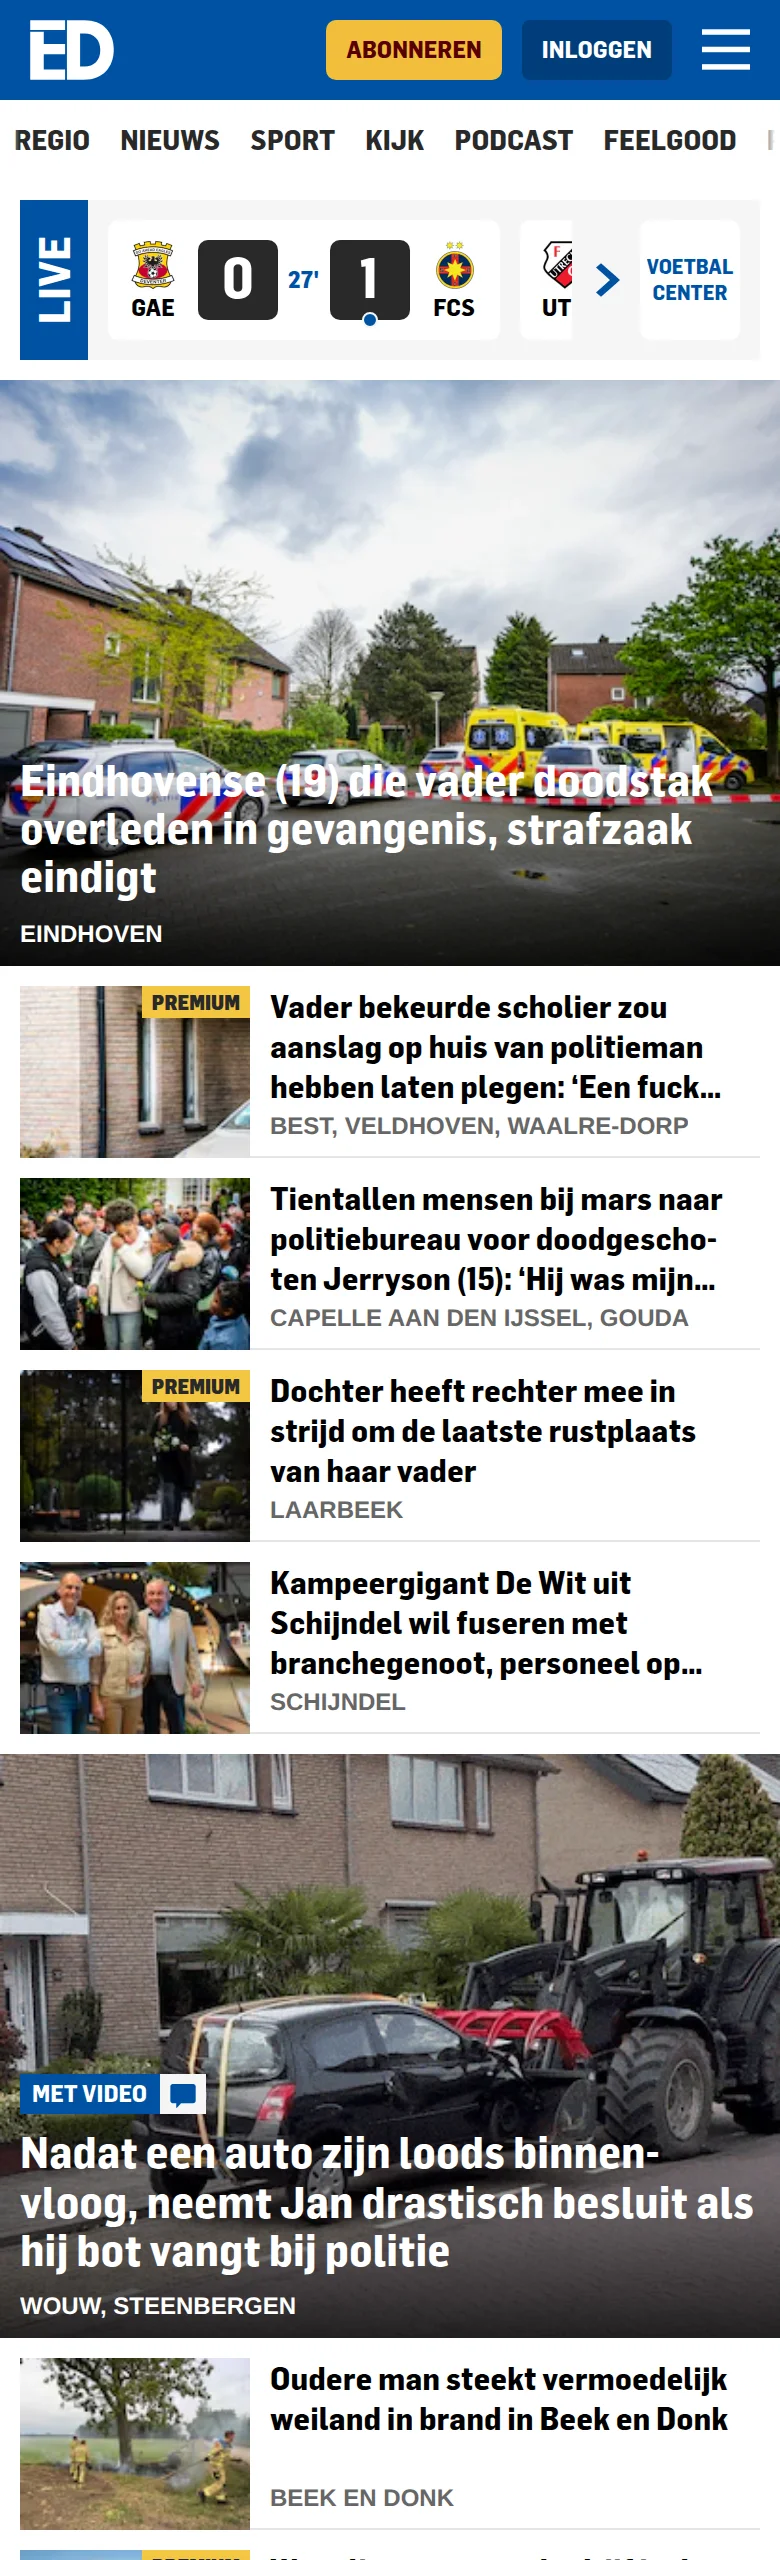 ED
ABONNEREN
INLOGGEN
REGIO NIEUWS SPORT KIJK PODCAST FEELGOOD
LIVE
GAE
0
27'
1
FCS
UT
VOETBAL
CENTER
Eindhovense (19) die vader doodstak
overleden in gevangenis, strafzaak
eindigt
EINDHOVEN
PREMIUM
Vader bekeurde scholier zou
aanslag op huis van politieman
hebben laten plegen: ‘Een fuck...
BEST, VELDHOVEN, WAALRE-DORP
Tientallen mensen bij mars naar
politiebureau voor doodgescho-
ten Jerryson (15): ‘Hij was mijn...
CAPELLE AAN DEN IJSSEL, GOUDA
PREMIUM
Dochter heeft rechter mee in
strijd om de laatste rustplaats
van haar vader
LAARBEEK
Kampeergigant De Wit uit
Schijndel wil fuseren met
branchegenoot, personeel op...
SCHIJNDEL
MET VIDEO
Nadat een auto zijn loods binnen-
vloog, neemt Jan drastisch besluit als
hij bot vangt bij politie
WOUW, STEENBERGEN
Oudere man steekt vermoedelijk
weiland in brand in Beek en Donk
BEEK EN DONK